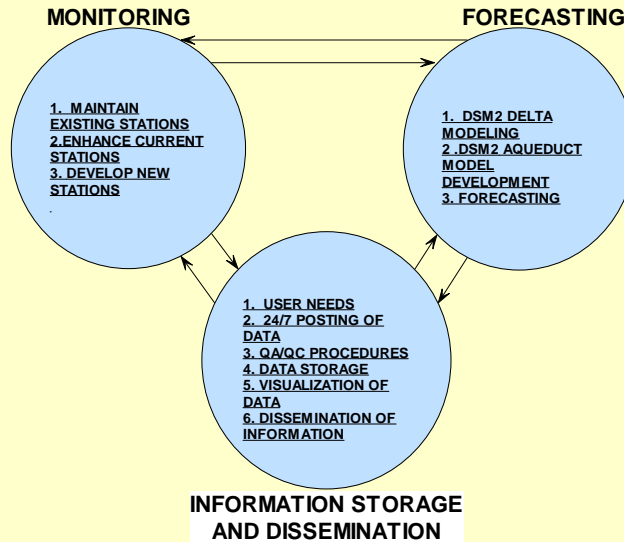 MONITORING
FORECASTING
1. MAINTAIN
EXISTING STATIONS
2.ENHANCE CURRENT
STATIONS
3. DEVELOP NEW
STATIONS
.
1. DSM2 DELTA
MODELING
2 .DSM2 AQUEDUCT
MODEL
DEVELOPMENT
3. FORECASTING
1. USER NEEDS
2. 24/7 POSTING OF
DATA
3. QA/QC PROCEDURES
4. DATA STORAGE
5. VISUALIZATION OF
DATA
6. DISSEMINATION OF
INFORMATION
INFORMATION STORAGE
AND DISSEMINATION